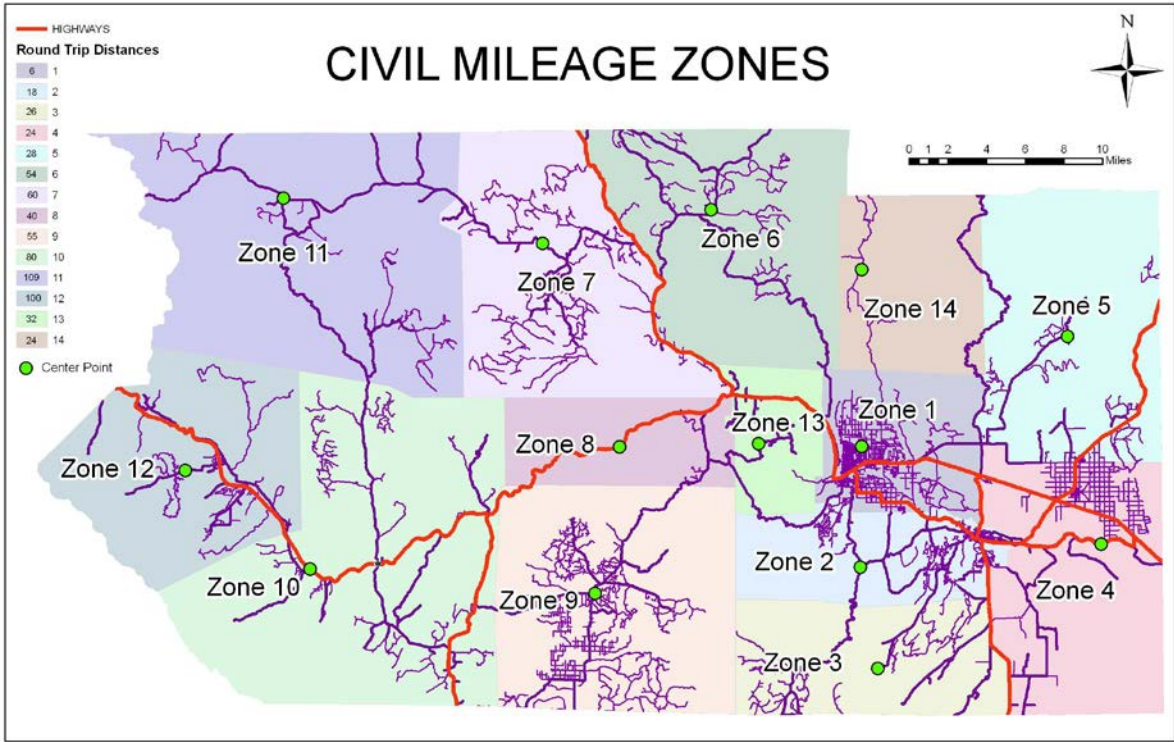 HIGHWAYS
Round Trip Distances
6 1
18 2
26 3
24 4
28 5
54 6
60 7
40 8
55 9
80 10
109 11
100 12
32 13
24 14
Center Point
CIVIL MILEAGE ZONES
N
0 1 2 4 6 8 10
Miles
Zone 11
Zone 7
Zone 6
Zone 14
Zone 5
Zone 12
Zone 8
Zone 13
Zone 1
Zone 10
Zone 9
Zone 2
Zone 4
Zone 3